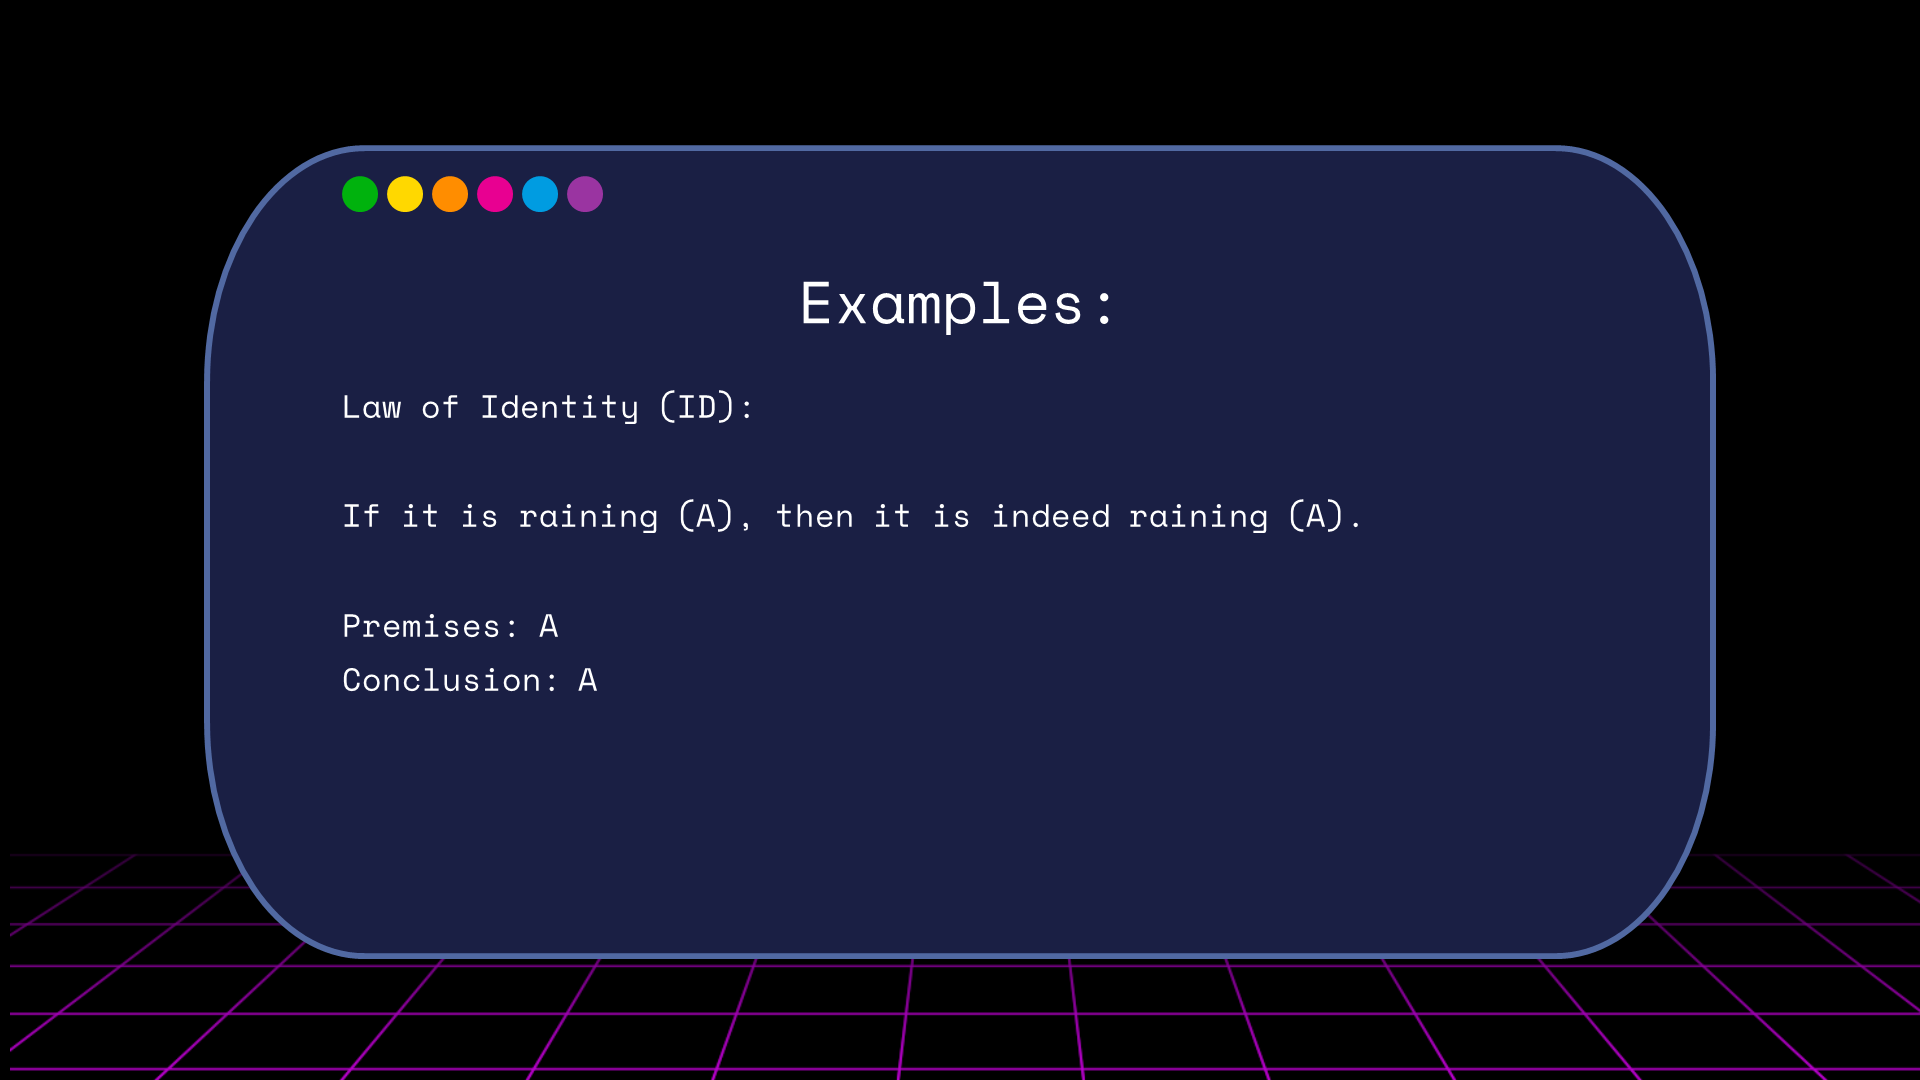 Examples:
Law of Identity (ID):
If it is raining (A), then it is indeed raining (A).
Premises: A
Conclusion: A